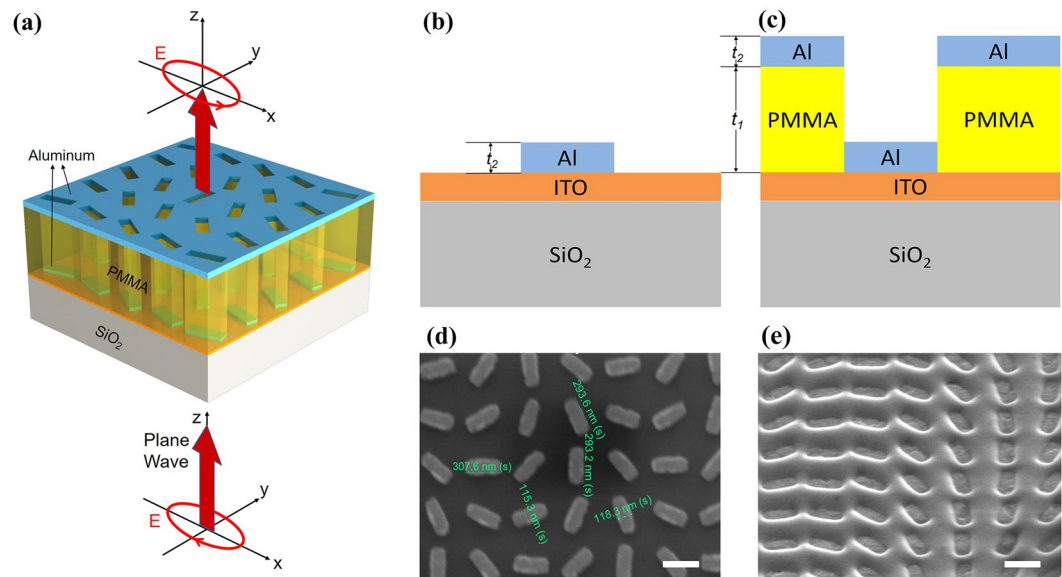 (a)
z
E
y
x
Aluminum
PMMA
SiO2
z
Plane
Wave
y
E
x
(b)
t2
Al
ITO
SiO2
(c)
t2
Al
Al
t1
PMMA
PMMA
Al
ITO
SiO2
(d)
293.6 nm (s)
293.2 nm (s)
307.6 nm (s)
115.3 nm (s)
118.3 nm (s)
(e)